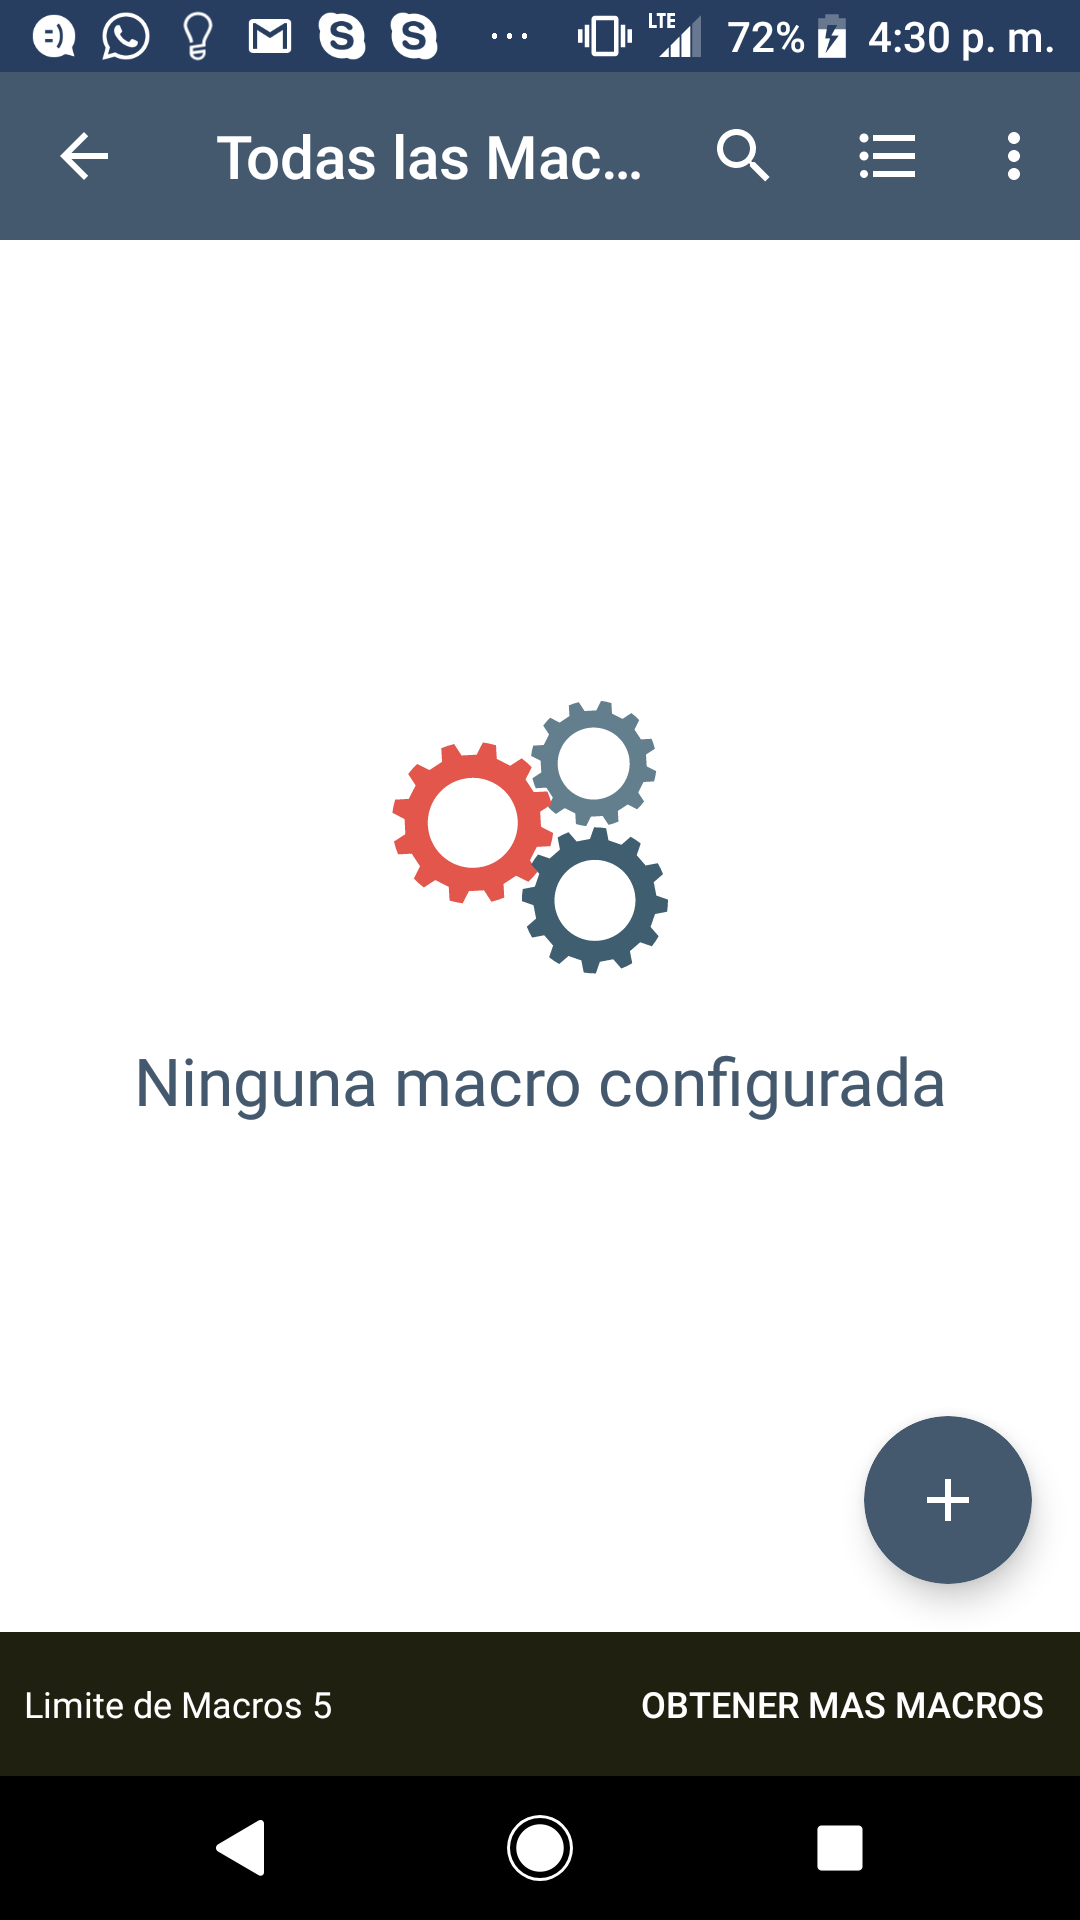 LTE 72% 4:30 p. m.
Todas las Mac...
Ninguna macro configurada
Limite de Macros 5
OBTENER MAS MACROS